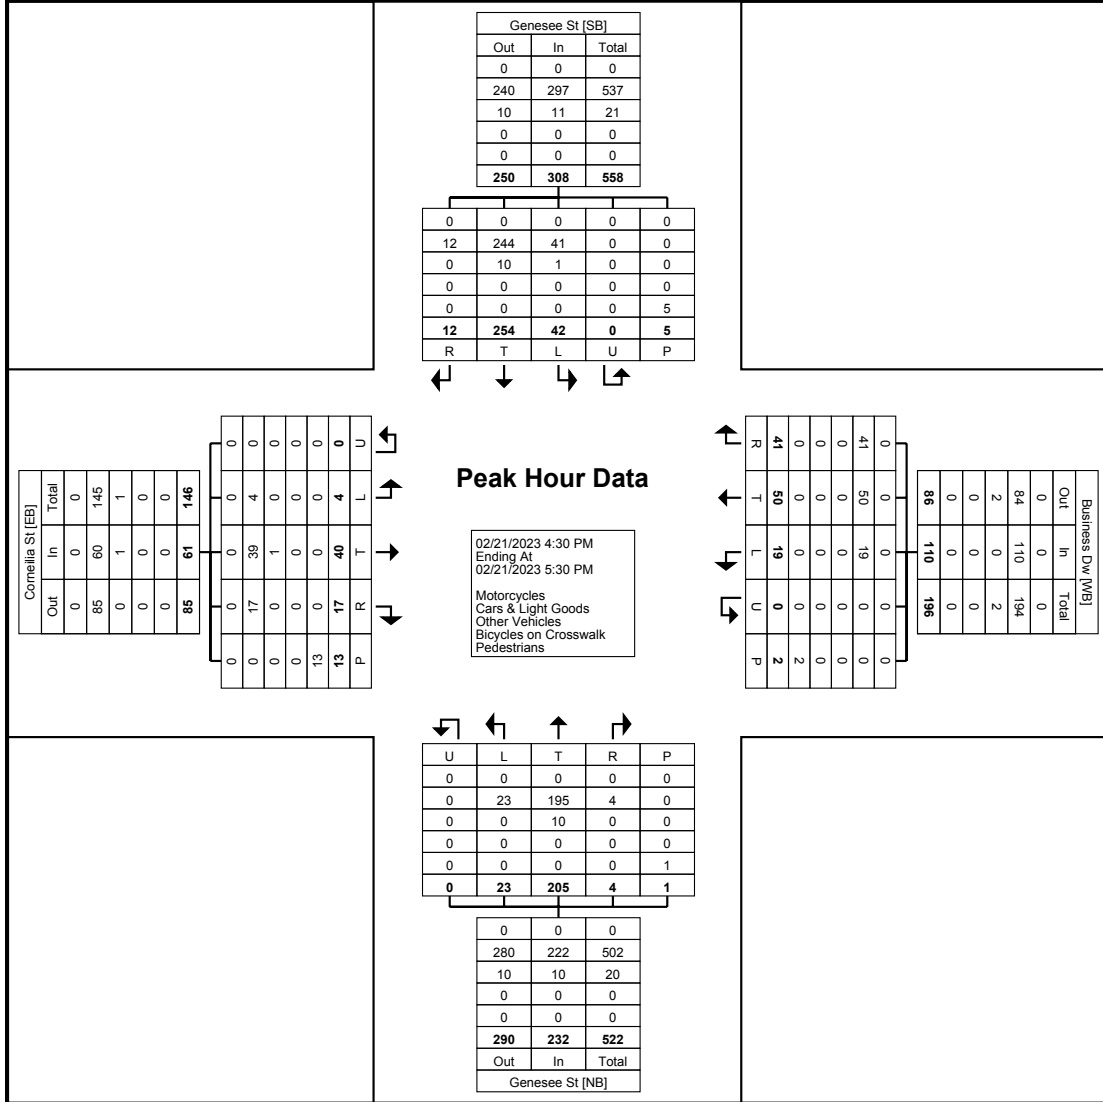 Genesee St [SB]
Out In Total
0 0 0
240 297 537
10 11 21
0 0 0
0 0 0
250 308 558
0 0 0 0 0
12 244 41 0 0
0 10 1 0 0
0 0 0 0 0
0 0 0 0 5
12 254 42 0 5
R T L U P
Cornellia St [EB]
Total In Out
0 0 0
145 60 85
1 1 0
0 0 0
0 0 0
146 61 85
0 0 0 0 0
0 4 39 17 0
0 0 1 0 0
0 0 0 0 0
0 0 0 0 13
0 4 40 17 13
U L T R P
Peak Hour Data
02/21/2023 4:30 PM
Ending At
02/21/2023 5:30 PM
Motorcycles
Cars & Light Goods
Other Vehicles
Bicycles on Crosswalk
Pedestrians
R T L U P
41 50 19 0 2
0 0 0 0 2
0 0 0 0 0
0 0 0 0 0
41 50 19 0 0
0 0 0 0 0
86 110 196
0 0 0
0 0 0
2 0 2
84 110 194
0 0 0
Out In Total
Business Dw [WB]
U L T R P
0 0 0 0 0
0 23 195 4 0
0 0 10 0 0
0 0 0 0 0
0 0 0 0 1
0 23 205 4 1
0 0 0
280 222 502
10 10 20
0 0 0
0 0 0
290 232 522
Out In Total
Genesee St [NB]